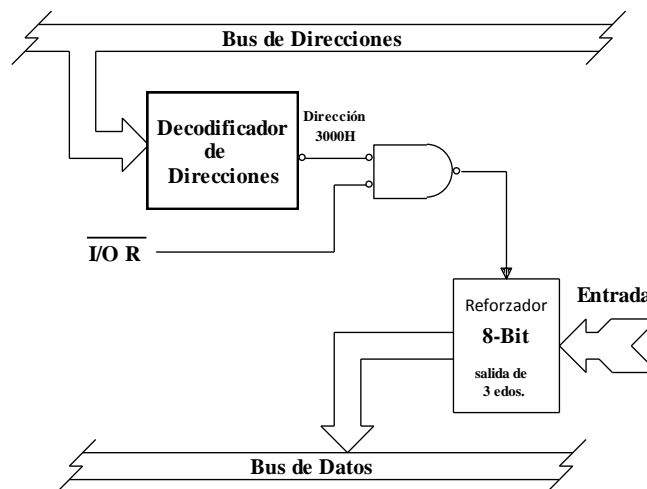 Bus de Direcciones
Decodificador
de
Direcciones
Dirección
3000H
I/O R
Reforzador
8-Bit
salida de
3 edos.
Entrada
Bus de Datos